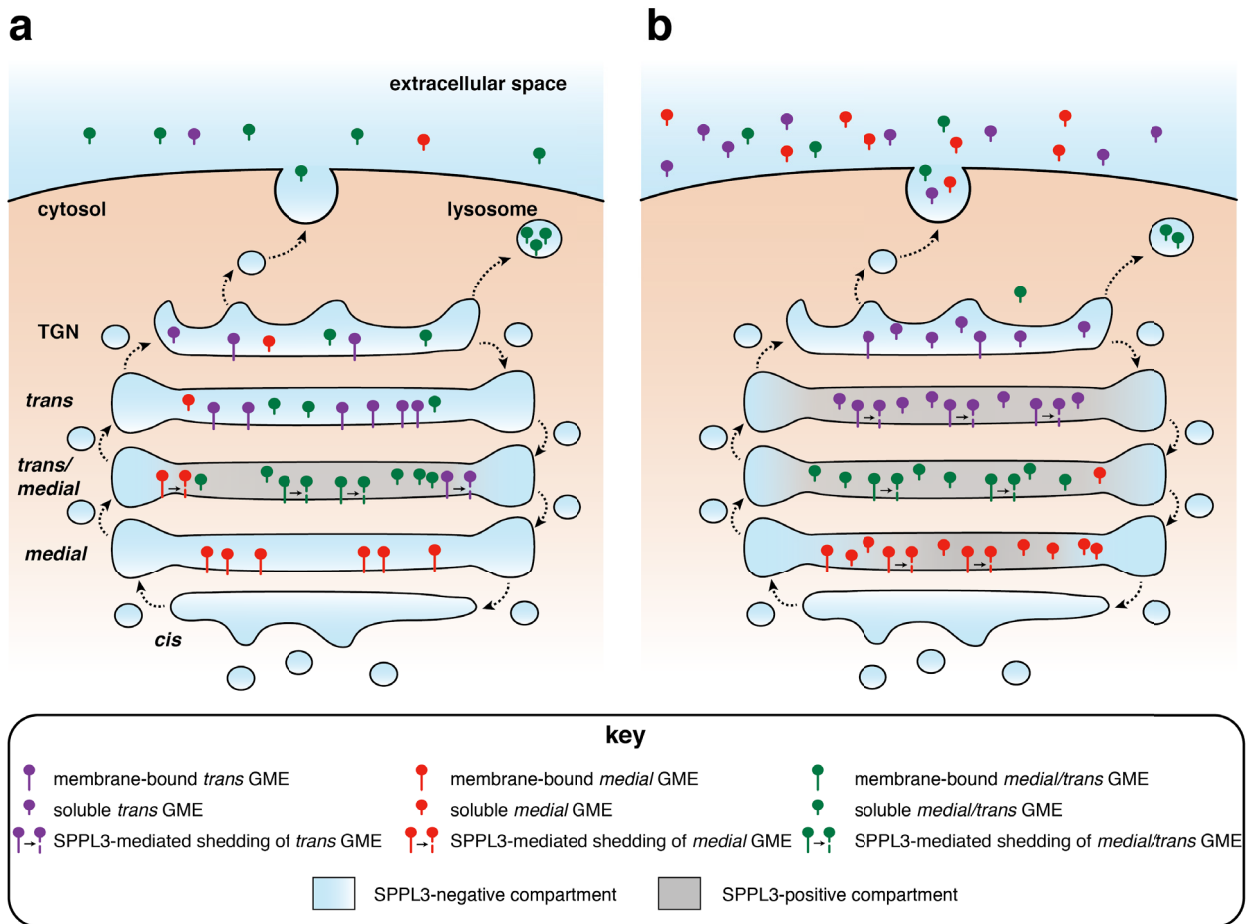 a
b
extracellular space
cytosol
lysosome
TGN
trans
trans/
medial
medial
cis
key
membrane-bound trans GME
membrane-bound medial GME
membrane-bound medial/trans GME
soluble trans GME
soluble medial GME
soluble medial/trans GME
SPPL3-mediated shedding of trans GME
SPPL3-mediated shedding of medial GME
SPPL3-mediated shedding of medial/trans GME
SPPL3-negative compartment
SPPL3-positive compartment